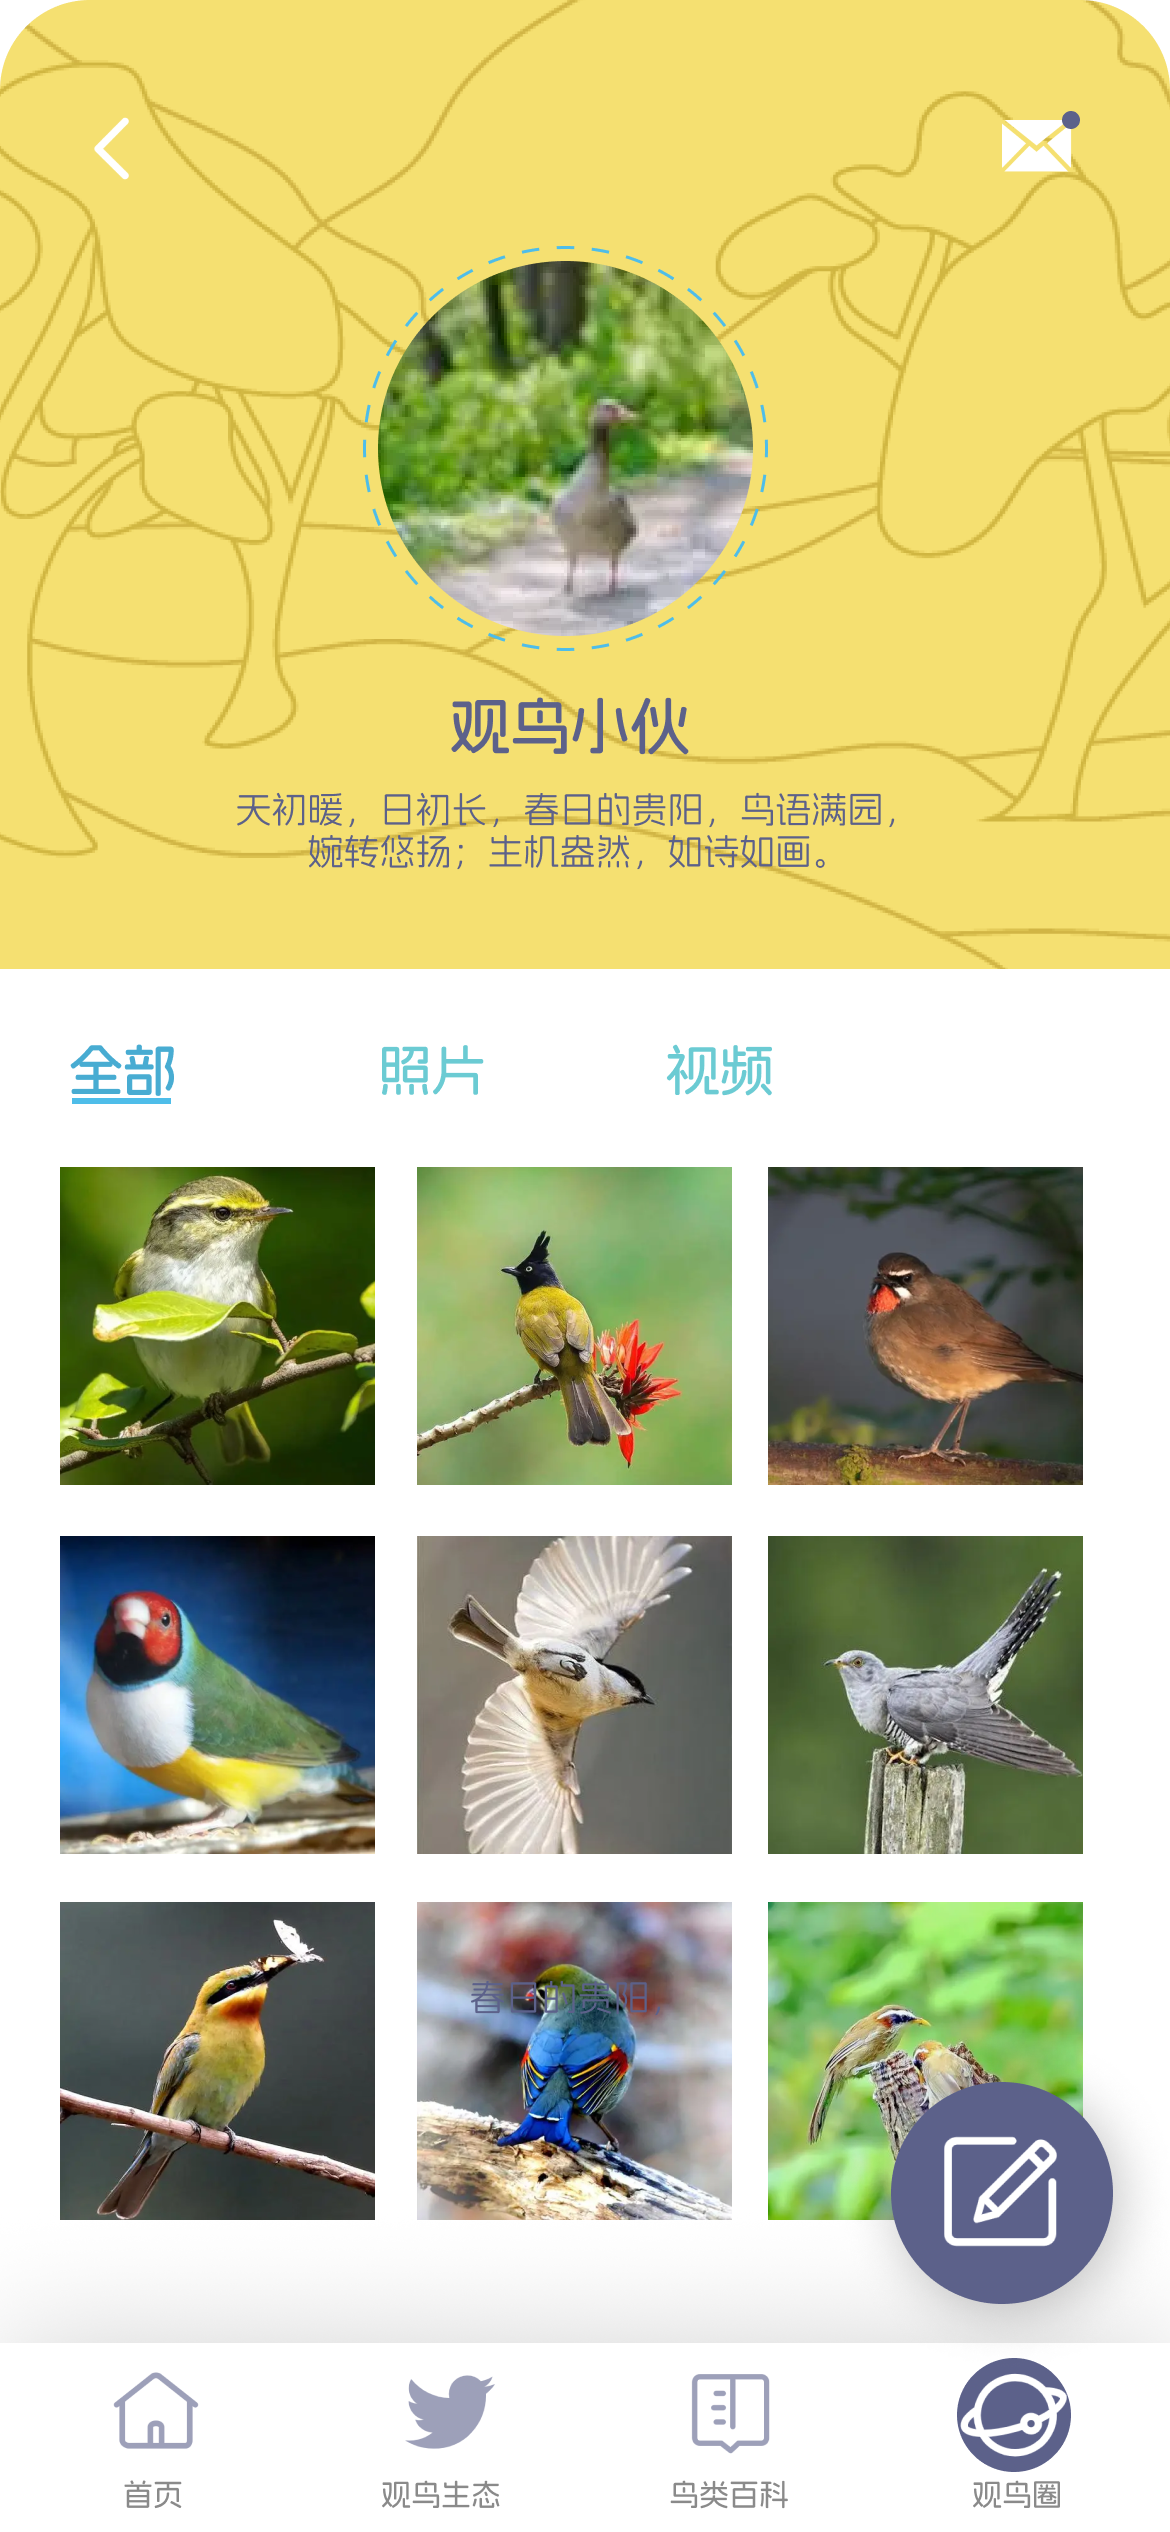 观鸟小伙
天初暖，日初长，春日的贵阳，鸟语满园，
婉转悠扬；生机盎然，如诗如画。
全部
照片
视频
春日的贵阳，
首页
观鸟生态
鸟类百科
观鸟圈